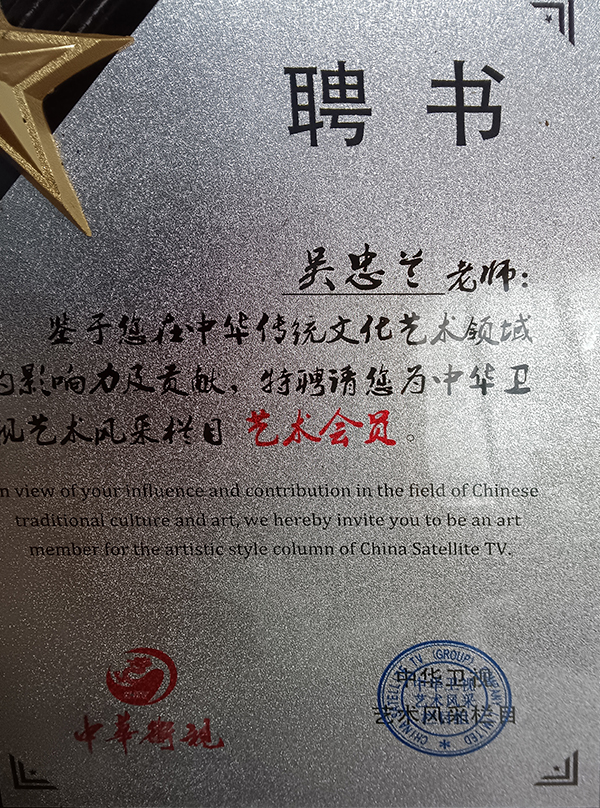 聘书
吴忠兰老师：
鉴于您在中华传统文化艺术领域
的影响力及贡献，特聘请您为中华卫
视艺术风采栏目 艺术会员。
n view of your influence and contribution in the field of Chinese
traditional culture and art, we hereby invite you to be an art
member for the artistic style column of China Satellite TV.
中華衛視
中华卫视
艺术风采栏目